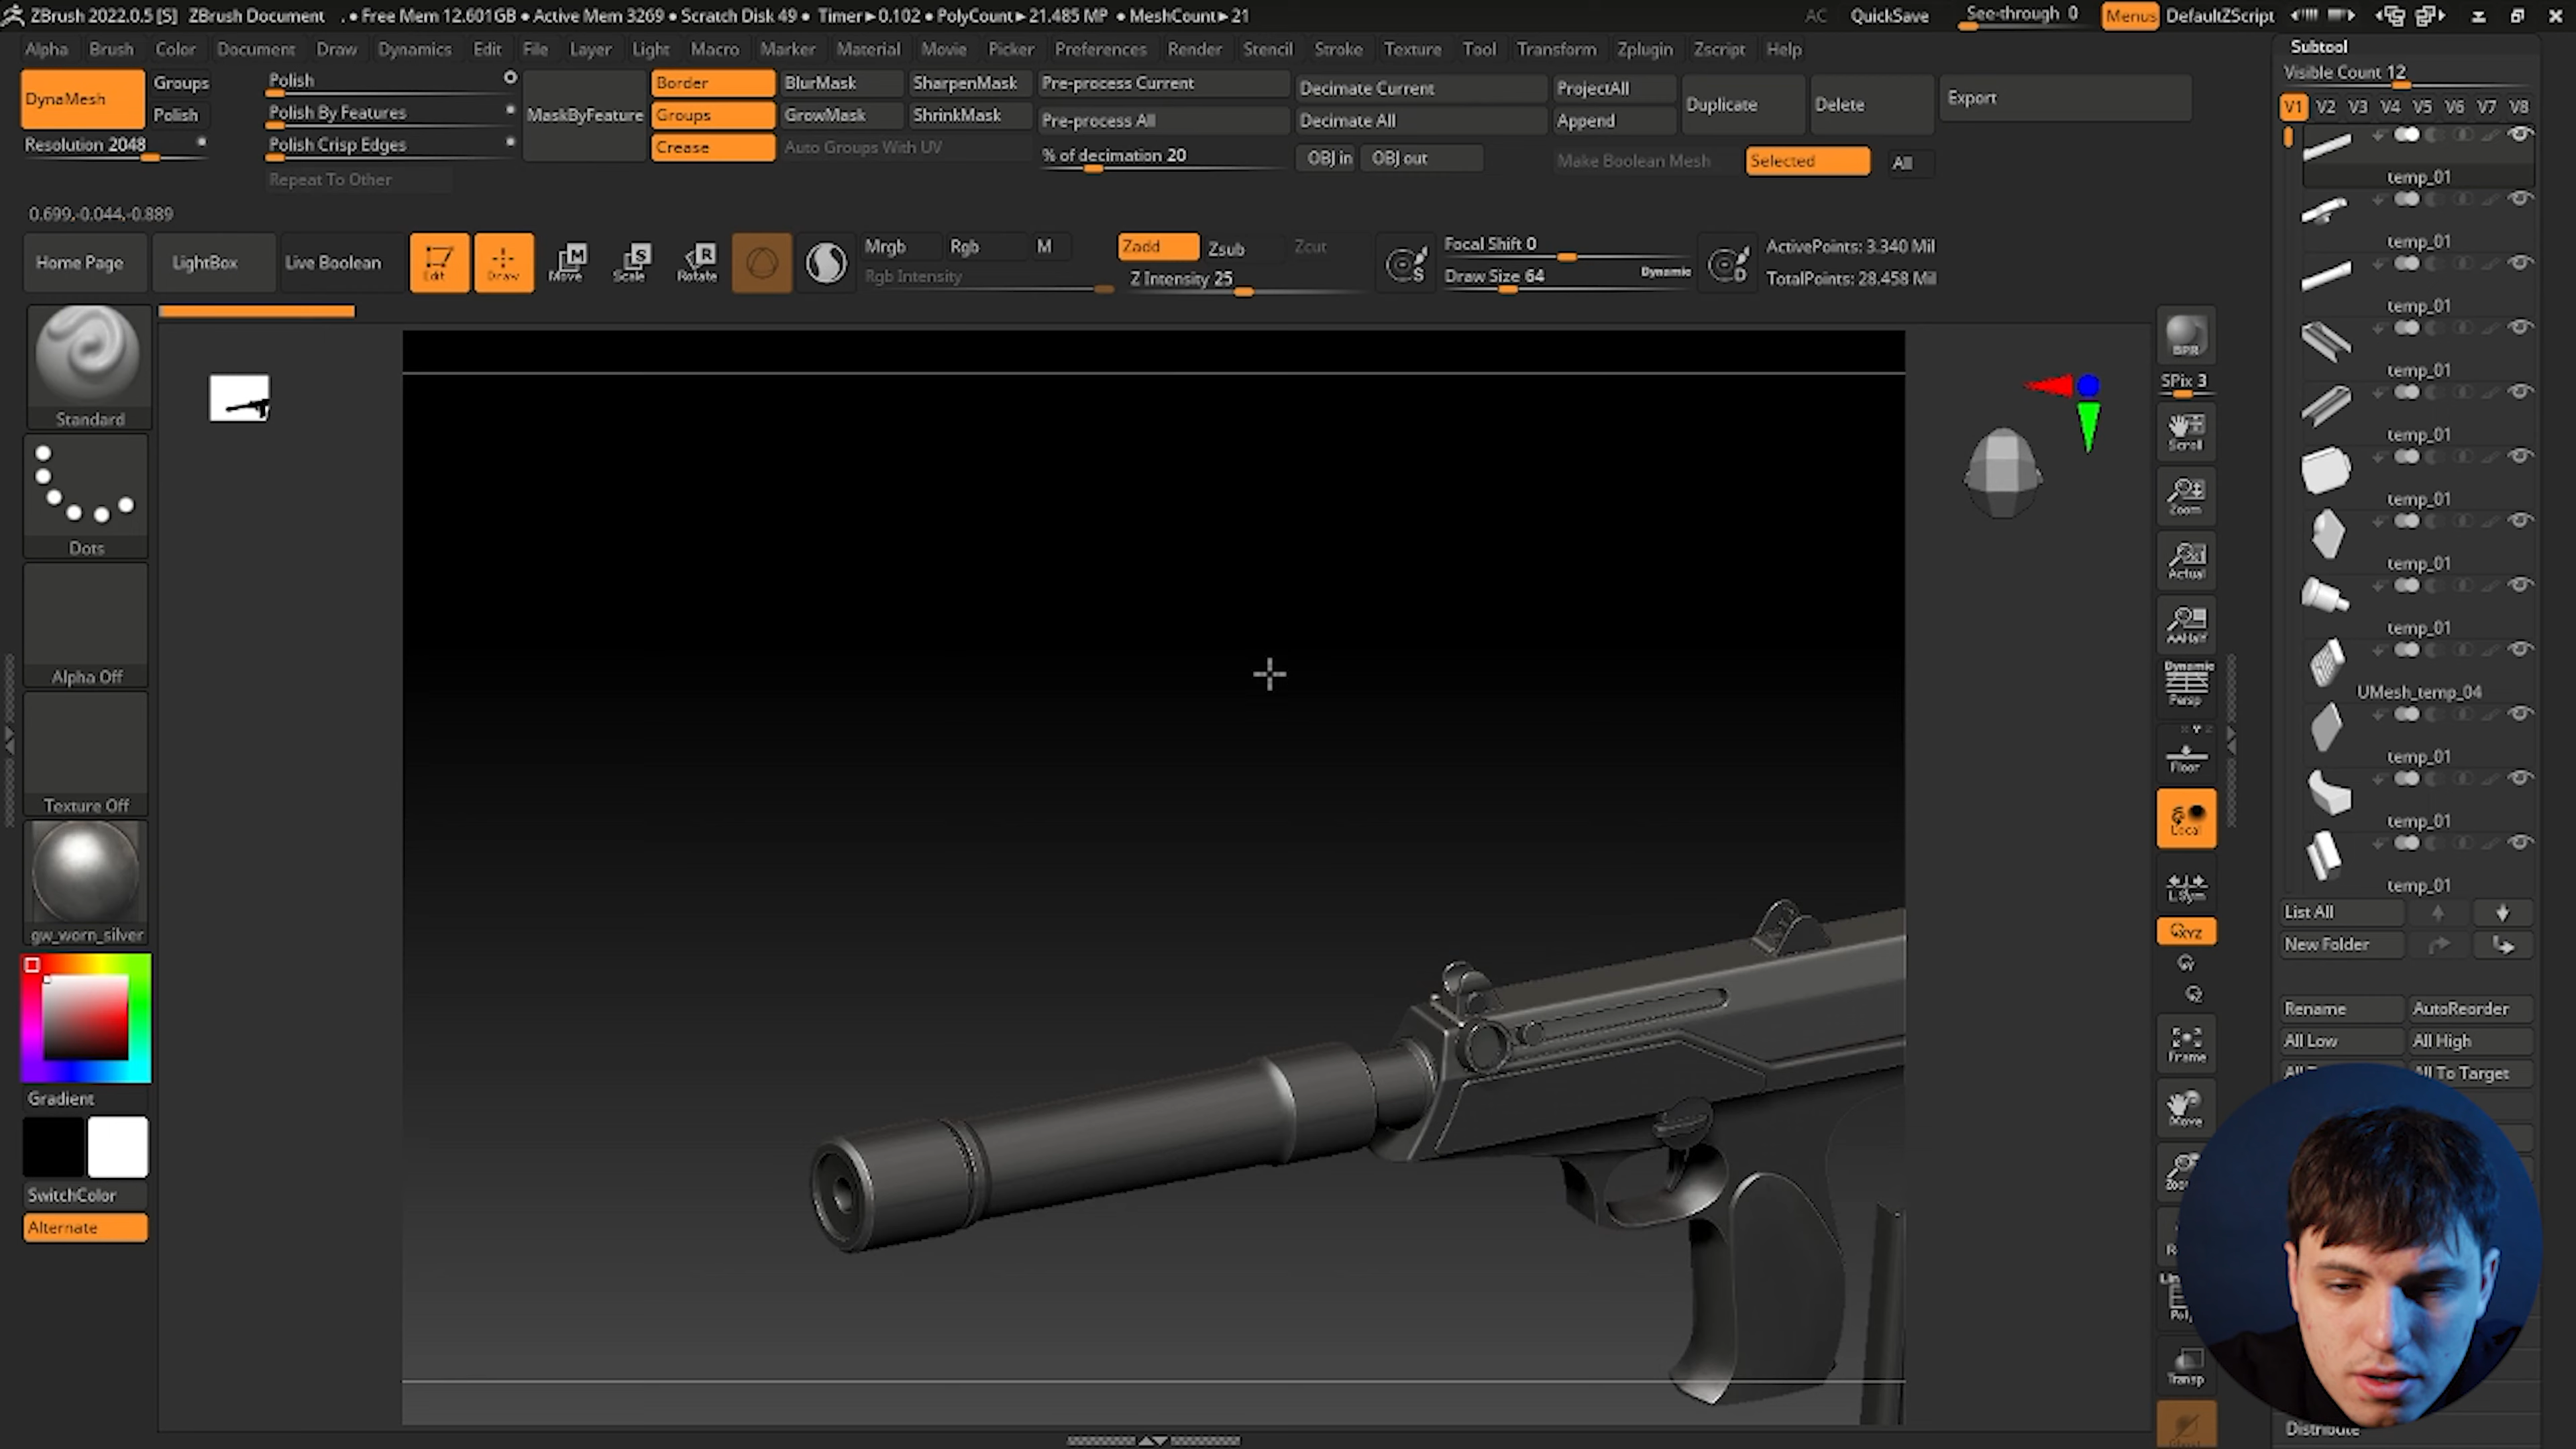 ZBrush 2022.0.5 [S] ZBrush Document . • Free Mem 12.601GB • Active Mem 3269 • Scratch Disk 49 • Timer▶0.102 • PolyCount▶21.485 MP • MeshCount▶21 AC QuickSave See-through 0 Menus DefaultZScript
Alpha Brush Color Document Draw Dynamics Edit File Layer Light Macro Marker Material Movie Picker Preferences Render Stencil Stroke Texture Tool Transform Zplugin Zscript Help
Subtool
Visible Count 12
V1 V2 V3 V4 V5 V6 V7 V8
DynaMesh
Groups
Polish
Resolution 2048
Polish
Polish By Features
Polish Crisp Edges
Repeat To Other
MaskByFeature
Border
Groups
Crease
BlurMask SharpenMask
GrowMask ShrinkMask
Auto Groups With UV
Pre-process Current
Pre-process All
% of decimation 20
Decimate Current
Decimate All
OBJ in OBJ out
ProjectAll
Append
Make Boolean Mesh
Duplicate
Delete
Selected All
Export
0.699,-0.044,-0.889
Home Page LightBox Live Boolean Edit Draw Move Scale Rotate
M S R
Mrgb Rgb M
Rgb Intensity
Zadd Zsub Zcut
Z Intensity 25
S
Focal Shift 0
Draw Size 64 Dynamic
D
ActivePoints: 3.340 Mil
TotalPoints: 28.458 Mil
Standard
Dots
Alpha Off
Texture Off
gw_worn_silver
Gradient
SwitchColor
Alternate
BPR
SPix 3
Scroll
Zoom
Actual
AAHalf
Dynamic
Persp
Floor
Local
L.Sym
xyz
Frame
Move
Transp
temp_01
temp_01
temp_01
temp_01
temp_01
temp_01
temp_01
temp_01
UMesh_temp_04
temp_01
temp_01
temp_01
List All
New Folder
Rename AutoReorder
All Low All High
All To Target
Distribute